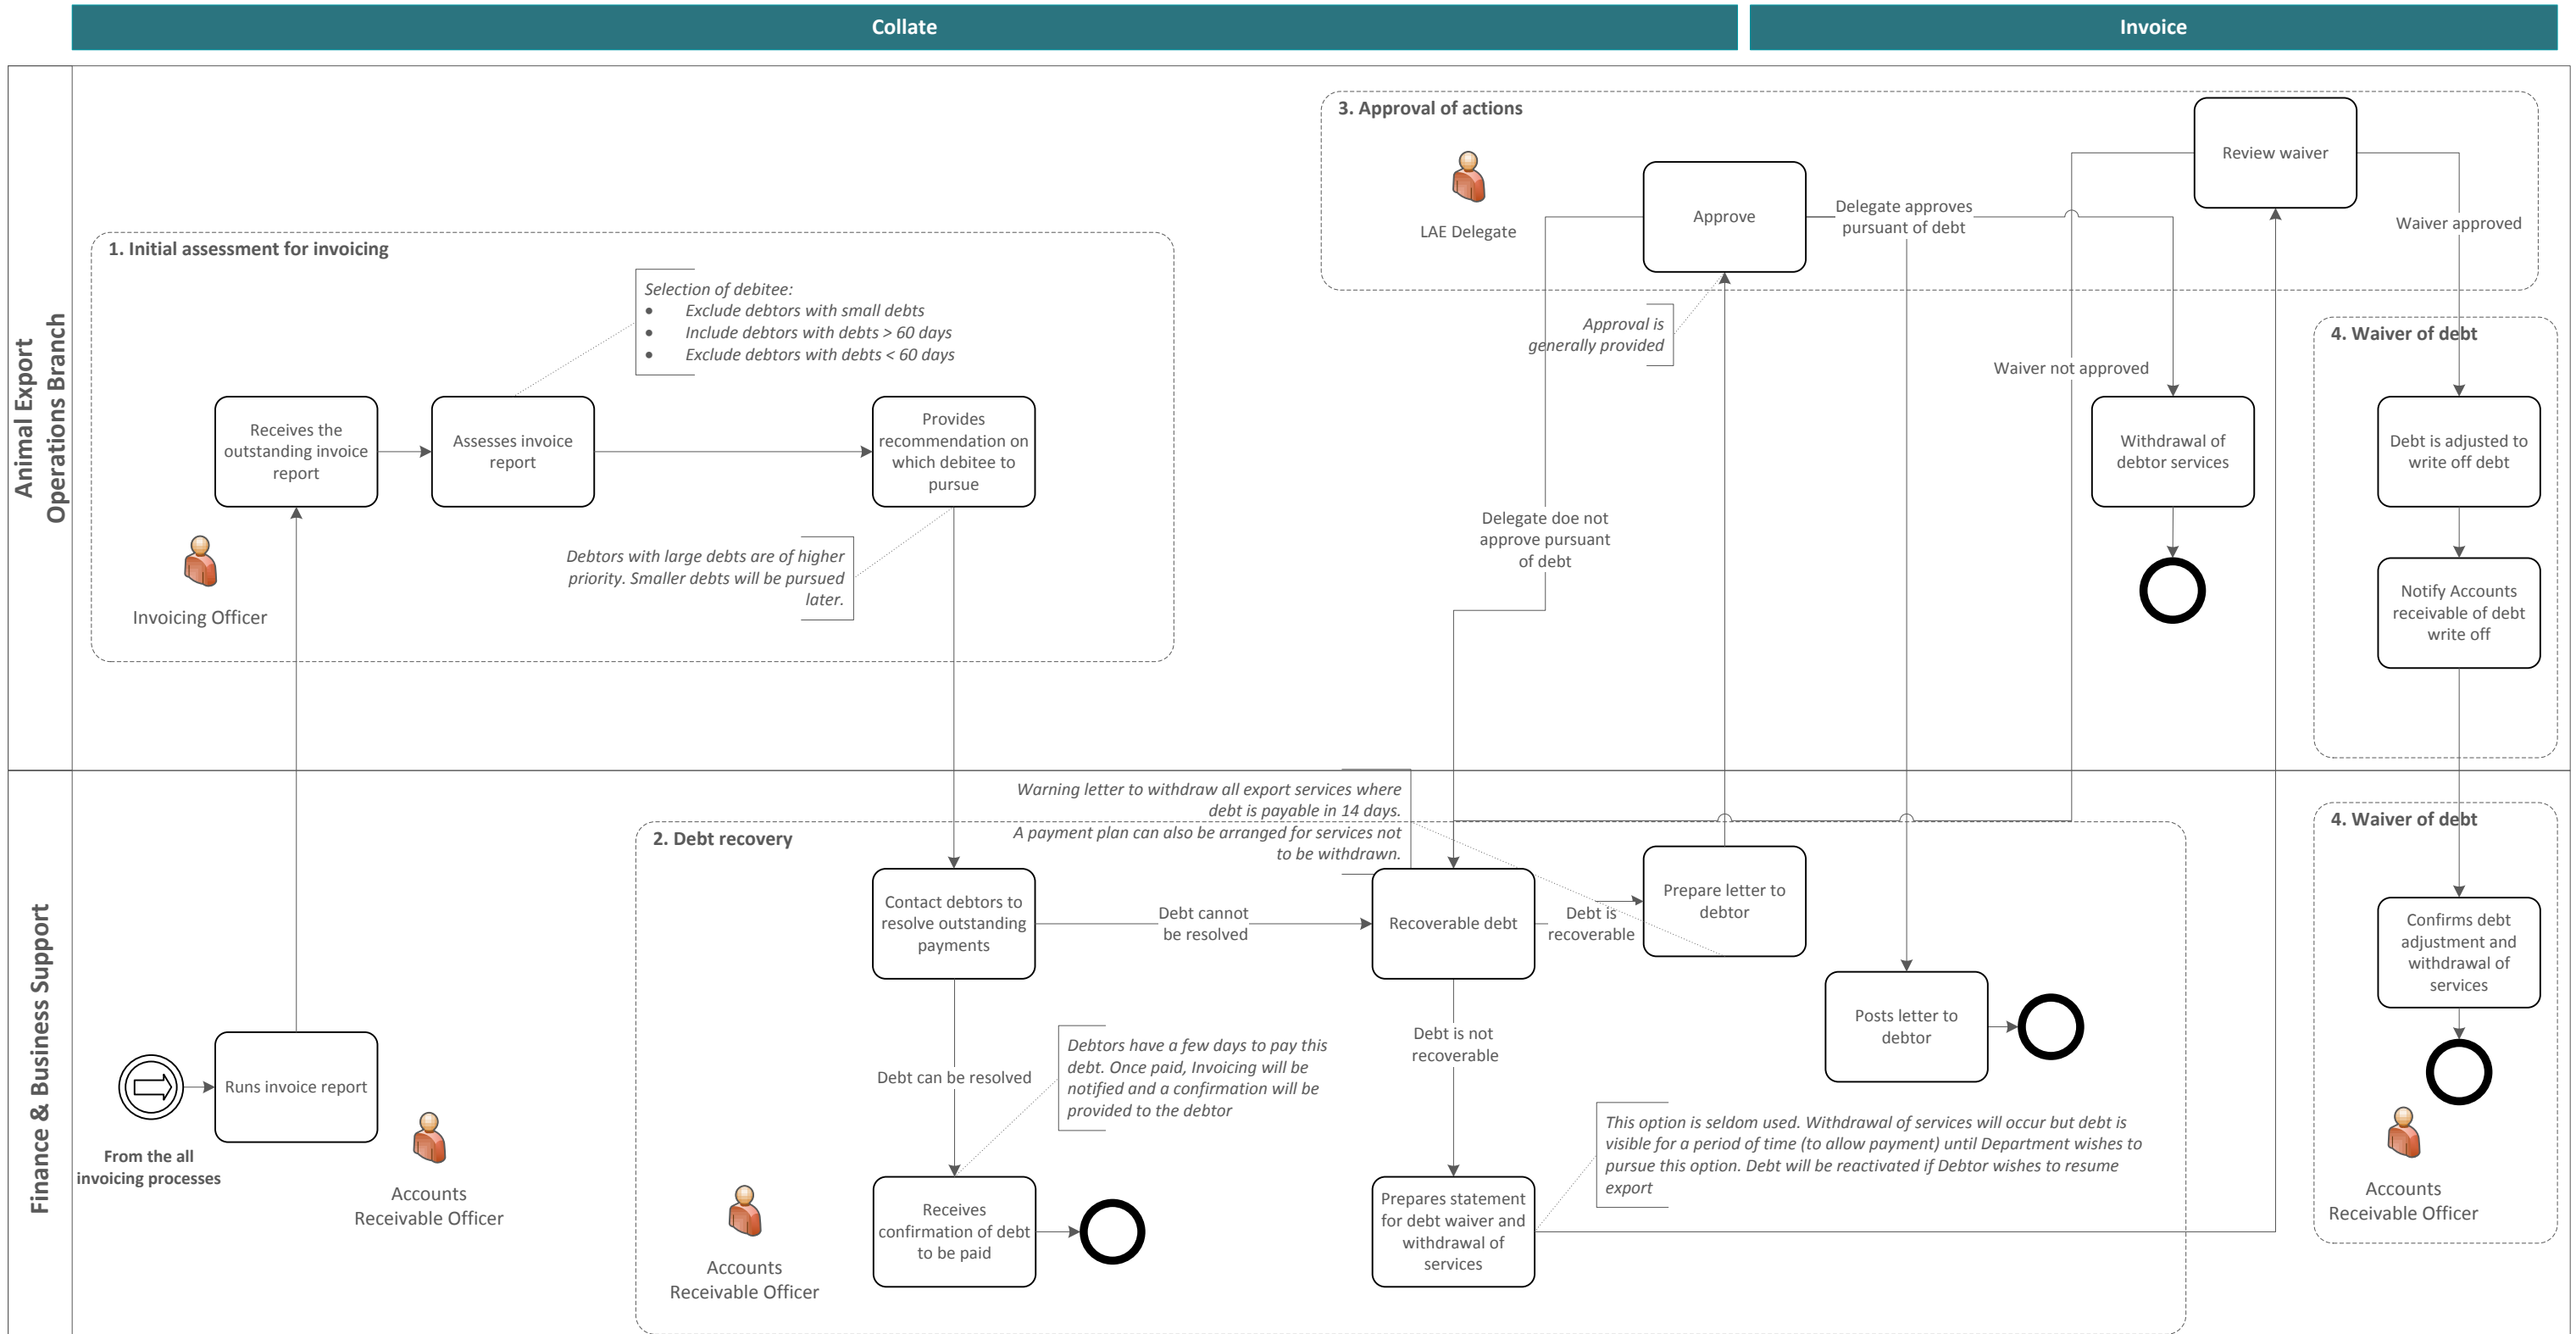 Collate
Invoice
Animal Export
Operations Branch
3. Approval of actions
LAE Delegate
Approve
Delegate approves
pursuant of debt
Review waiver
Waiver approved
Approval is
generally provided
Waiver not approved
Delegate doe not
approve pursuant
of debt
Withdrawal of
debtor services
4. Waiver of debt
Debt is adjusted to
write off debt
Notify Accounts
receivable of debt
write off
1. Initial assessment for invoicing
Selection of debitee:
• Exclude debtors with small debts
• Include debtors with debts > 60 days
• Exclude debtors with debts < 60 days
Receives the
outstanding invoice
report
Assesses invoice
report
Provides
recommendation on
which debitee to
pursue
Debtors with large debts are of higher
priority. Smaller debts will be pursued
later.
Invoicing Officer
Finance & Business Support
From the all
invoicing processes
Runs invoice report
Accounts
Receivable Officer
2. Debt recovery
Warning letter to withdraw all export services where
debt is payable in 14 days.
A payment plan can also be arranged for services not
to be withdrawn.
Contact debtors to
resolve outstanding
payments
Debt cannot
be resolved
Recoverable debt
Debt is
recoverable
Prepare letter to
debtor
Debt can be resolved
Debtors have a few days to pay this
debt. Once paid, Invoicing will be
notified and a confirmation will be
provided to the debtor
Debt is not
recoverable
Posts letter to
debtor
This option is seldom used. Withdrawal of services will occur but debt is
visible for a period of time (to allow payment) until Department wishes to
pursue this option. Debt will be reactivated if Debtor wishes to resume
export
Accounts
Receivable Officer
Receives
confirmation of debt
to be paid
Prepares statement
for debt waiver and
withdrawal of
services
4. Waiver of debt
Confirms debt
adjustment and
withdrawal of
services
Accounts
Receivable Officer